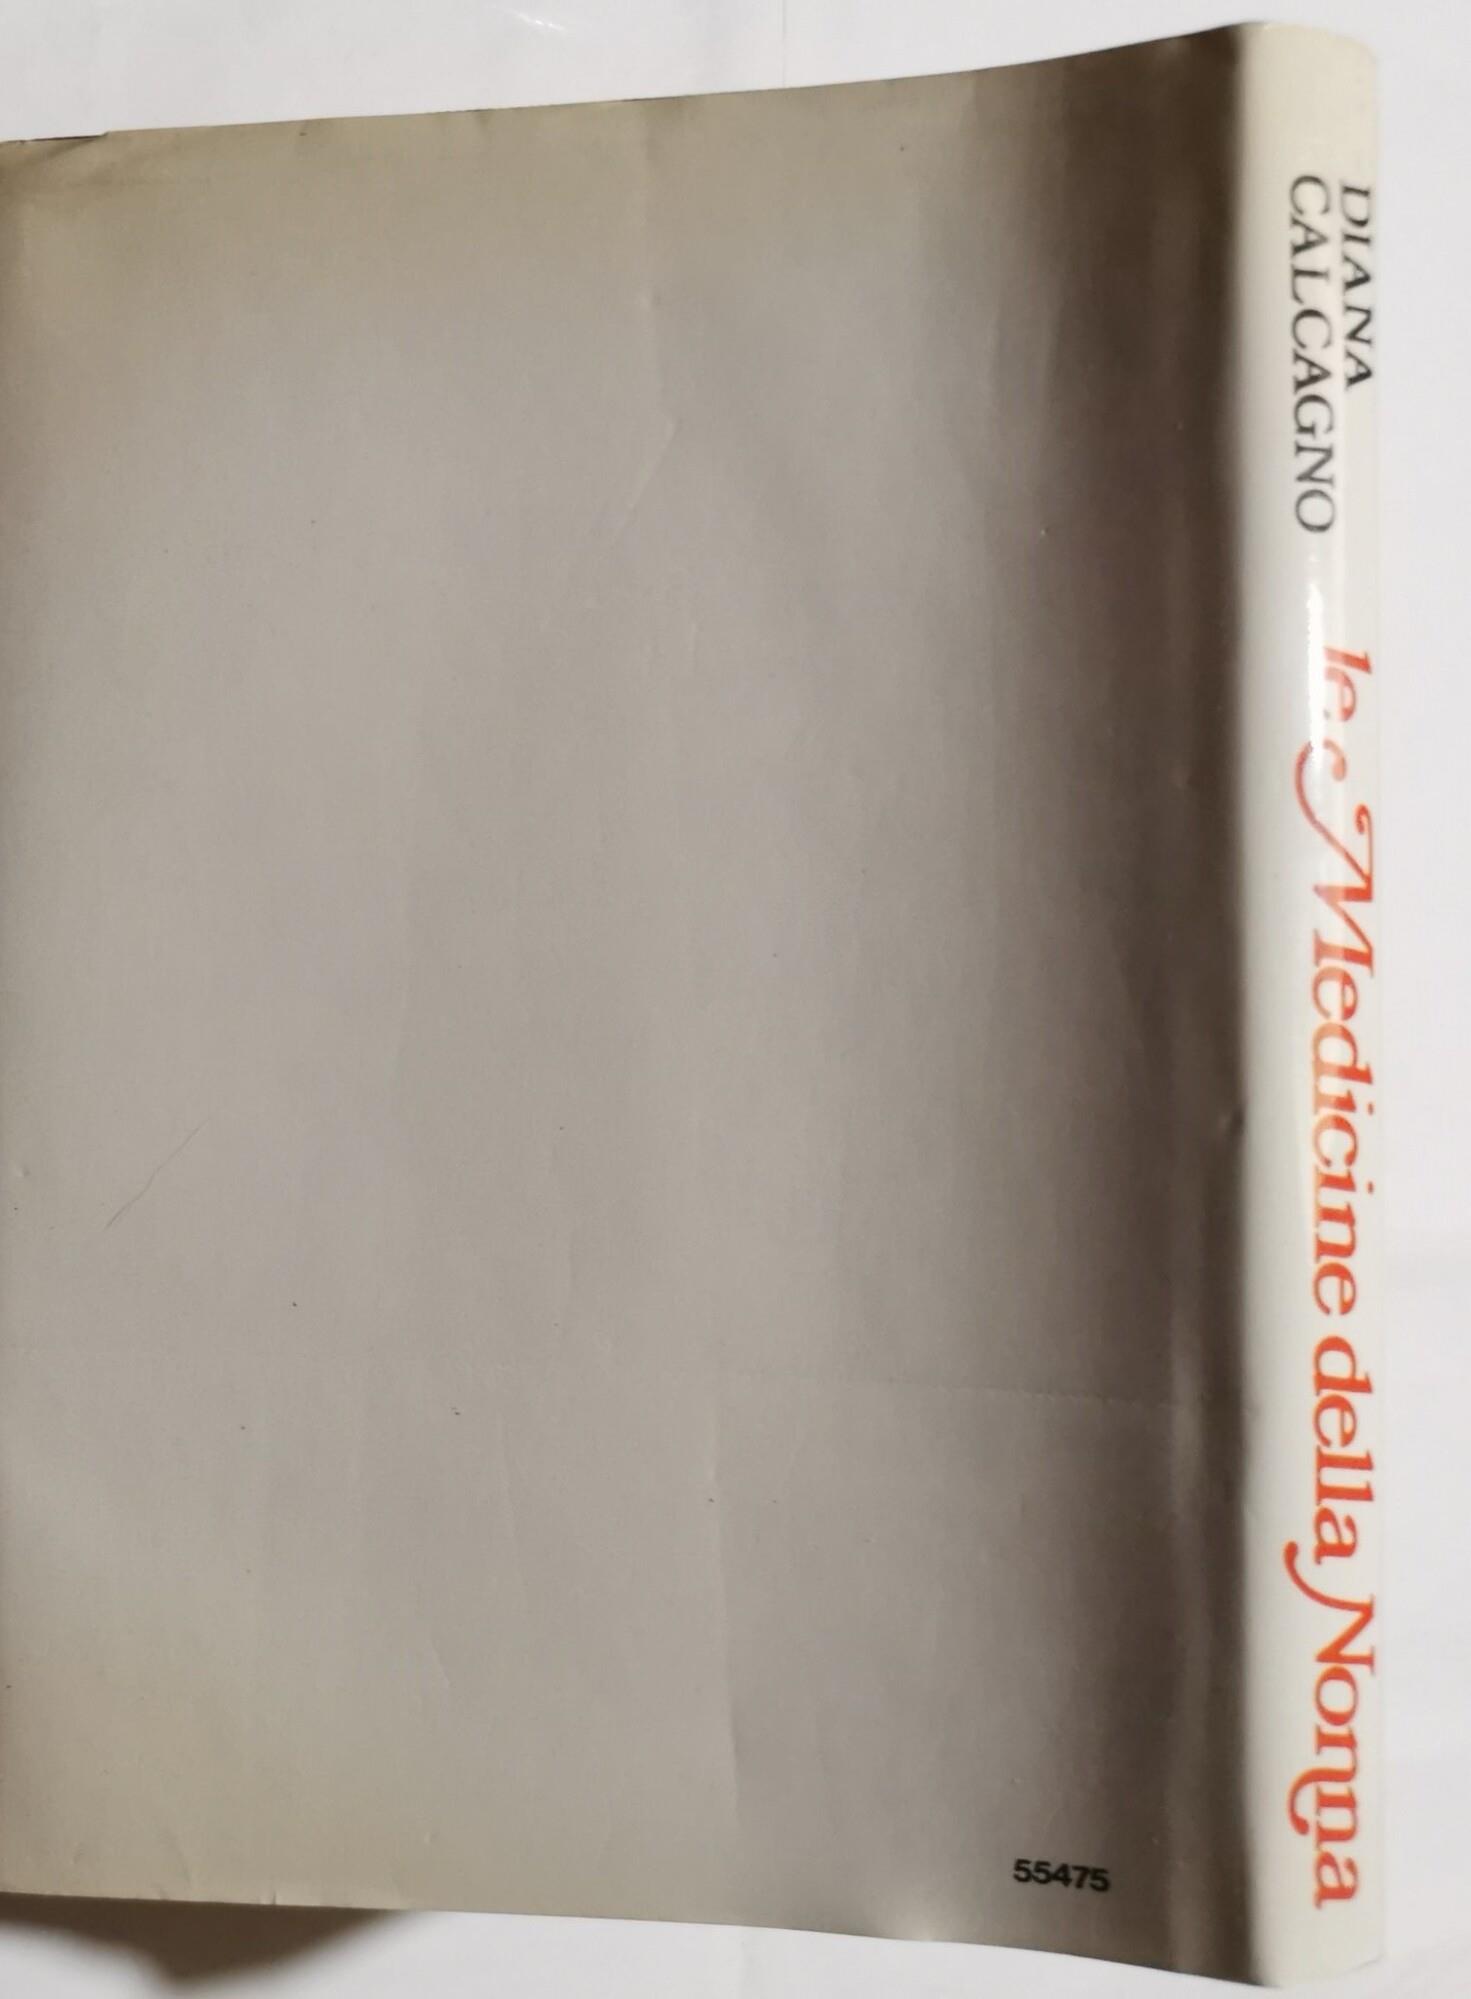 DIANA
CALCAGNO
le Medicine della Nonna
55475